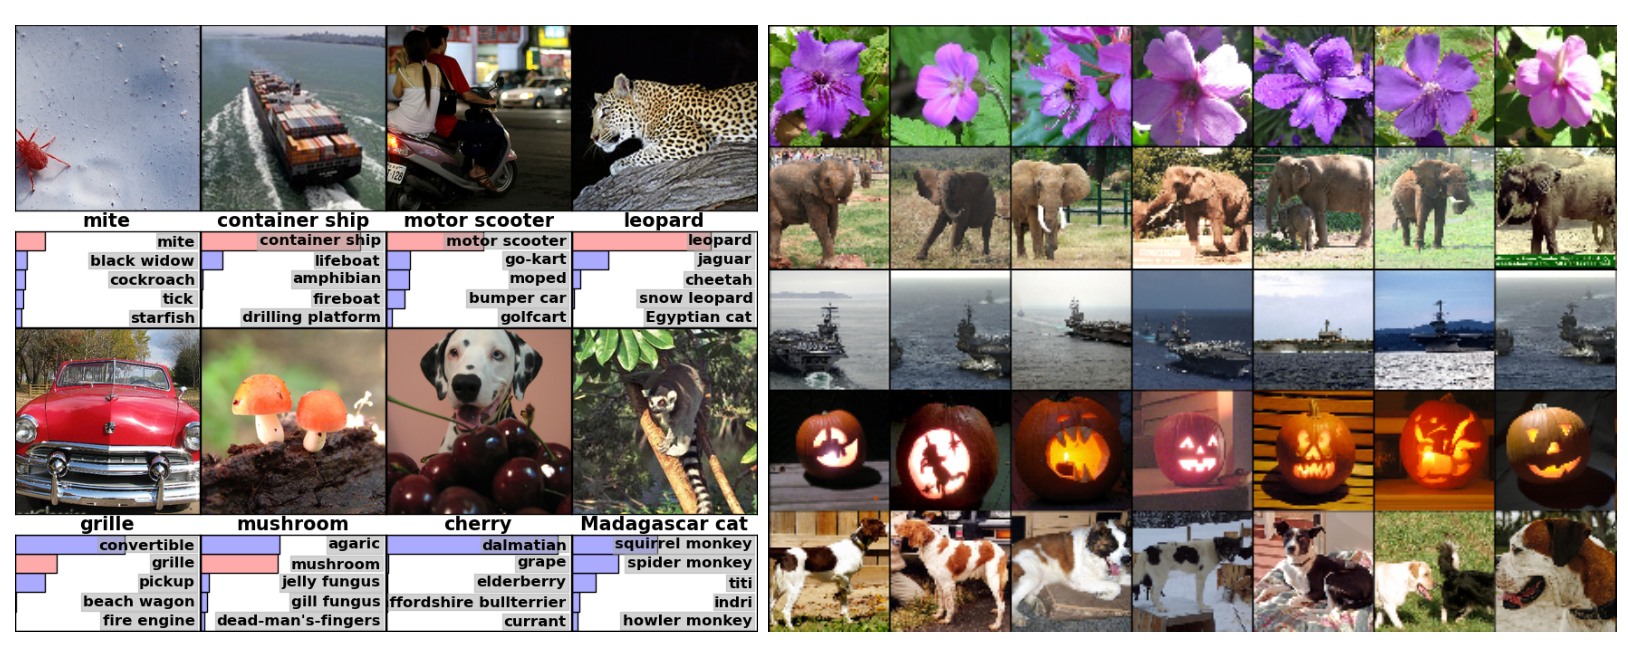 mite
container ship
motor scooter
leopard
mite
black widow
cockroach
tick
starfish
container ship
lifeboat
amphibian
fireboat
drilling platform
motor scooter
go-kart
moped
bumper car
golfcart
leopard
jaguar
cheetah
snow leopard
Egyptian cat
grille
mushroom
cherry
Madagascar cat
convertible
grille
pickup
beach wagon
fire engine
agaric
mushroom
jelly fungus
gill fungus
dead-man's-fingers
dalmatian
grape
elderberry
ffordshire bullterrier
currant
squirrel monkey
spider monkey
titi
indri
howler monkey